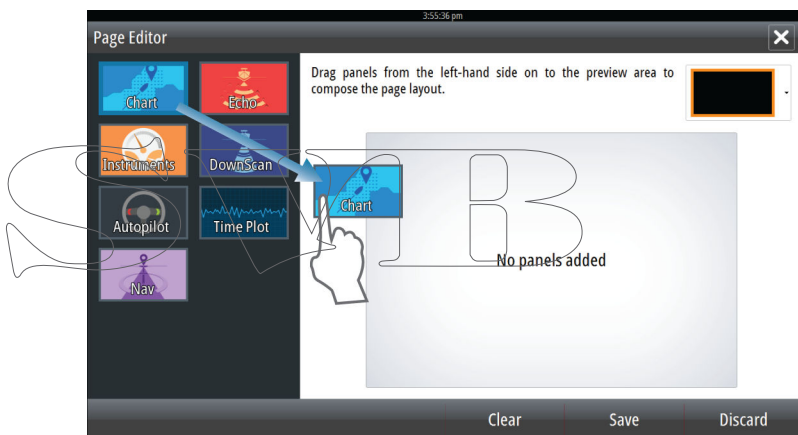 3:55:36 pm
Page Editor
Drag panels from the left-hand side on to the preview area to
compose the page layout.
Chart
Echo
Instruments
DownScan
Chart
Autopilot
Time Plot
No panels added
Nav
Clear
Save
Discard